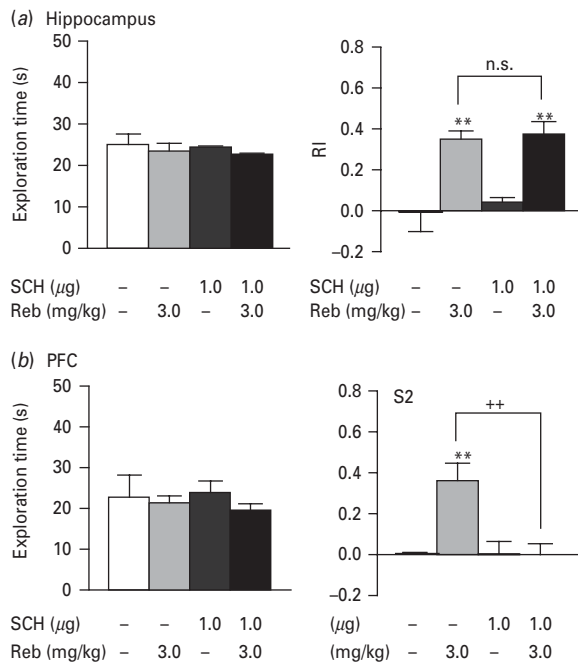 (a) Hippocampus
Exploration time (s)
50
40
30
20
10
0
SCH (μg) – – 1.0 1.0
Reb (mg/kg) – 3.0 – 3.0
RI
0.8
0.6
0.4
0.2
0.0
−0.2
n.s.
** **
SCH (μg) – – 1.0 1.0
Reb (mg/kg) – 3.0 – 3.0
(b) PFC
Exploration time (s)
50
40
30
20
10
0
SCH (μg) – – 1.0 1.0
Reb (mg/kg) – 3.0 – 3.0
S2
0.8
0.6
0.4
0.2
0.0
−0.2
++
**
(μg) – – 1.0 1.0
(mg/kg) – 3.0 – 3.0